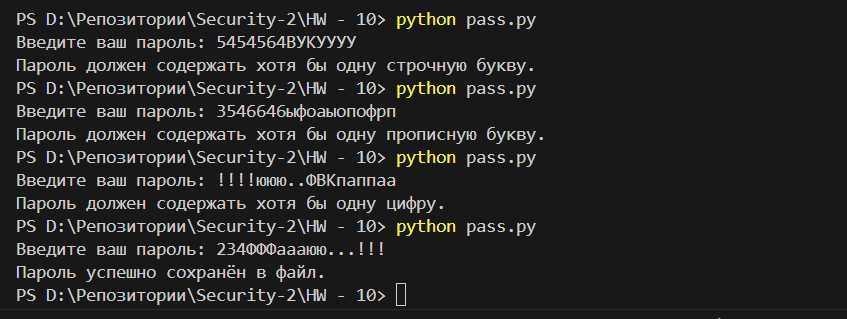 PS D:\Репозитории\Security-2\HW - 10> python pass.py
Введите ваш пароль: 5454564ВУКУУУУ
Пароль должен содержать хотя бы одну строчную букву.
PS D:\Репозитории\Security-2\HW - 10> python pass.py
Введите ваш пароль: 3546646ыфоаыопофрп
Пароль должен содержать хотя бы одну прописную букву.
PS D:\Репозитории\Security-2\HW - 10> python pass.py
Введите ваш пароль: !!!!ююю..ФВКпаппаа
Пароль должен содержать хотя бы одну цифру.
PS D:\Репозитории\Security-2\HW - 10> python pass.py
Введите ваш пароль: 234ФФФааааюю...!!!
Пароль успешно сохранён в файл.
PS D:\Репозитории\Security-2\HW - 10>